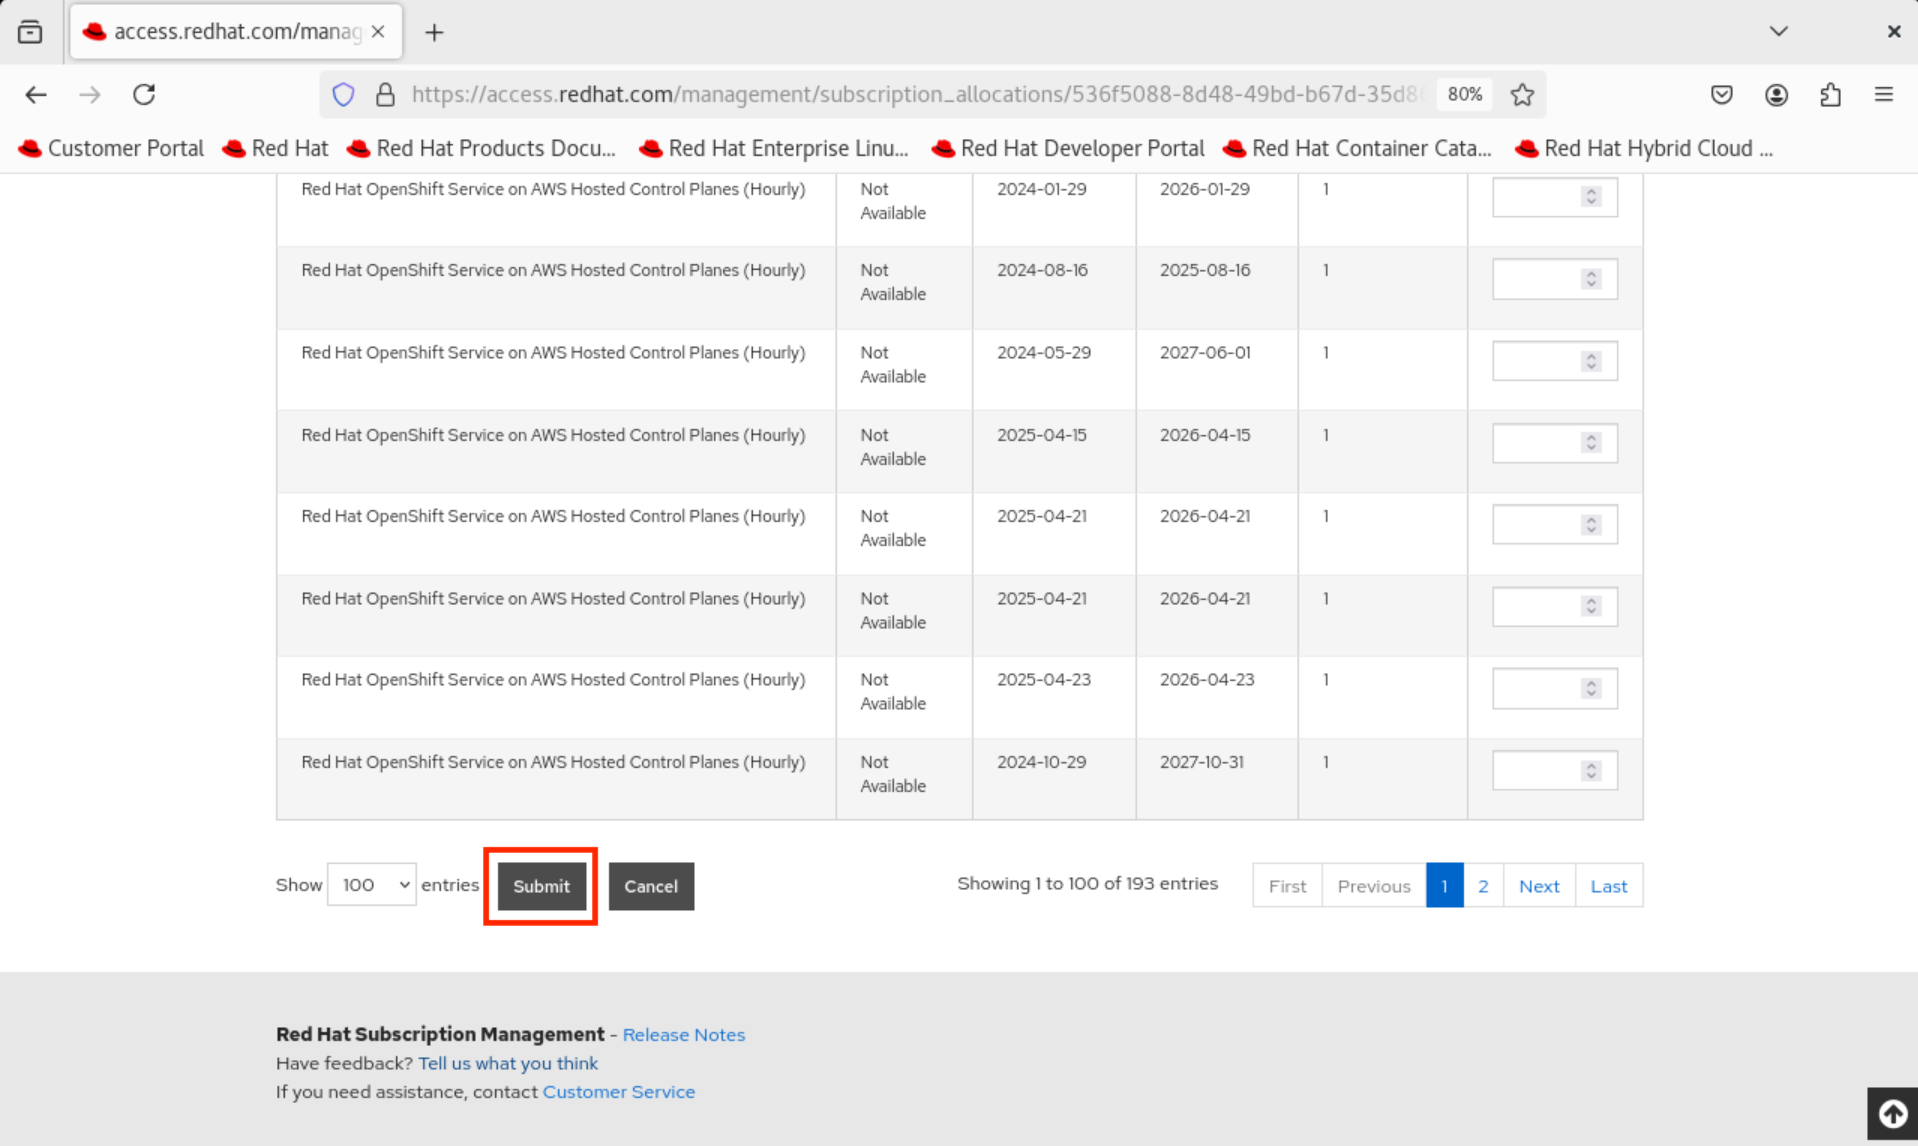 access.redhat.com/manag
https://access.redhat.com/management/subscription_allocations/536f5088-8d48-49bd-b67d-35d8
80%
Customer Portal
Red Hat
Red Hat Products Docu...
Red Hat Enterprise Linu...
Red Hat Developer Portal
Red Hat Container Cata...
Red Hat Hybrid Cloud ...
Red Hat OpenShift Service on AWS Hosted Control Planes (Hourly) Not 2024-01-29 2026-01-29 1
Available
Red Hat OpenShift Service on AWS Hosted Control Planes (Hourly) Not 2024-08-16 2025-08-16 1
Available
Red Hat OpenShift Service on AWS Hosted Control Planes (Hourly) Not 2024-05-29 2027-06-01 1
Available
Red Hat OpenShift Service on AWS Hosted Control Planes (Hourly) Not 2025-04-15 2026-04-15 1
Available
Red Hat OpenShift Service on AWS Hosted Control Planes (Hourly) Not 2025-04-21 2026-04-21 1
Available
Red Hat OpenShift Service on AWS Hosted Control Planes (Hourly) Not 2025-04-21 2026-04-21 1
Available
Red Hat OpenShift Service on AWS Hosted Control Planes (Hourly) Not 2025-04-23 2026-04-23 1
Available
Red Hat OpenShift Service on AWS Hosted Control Planes (Hourly) Not 2024-10-29 2027-10-31 1
Available
Show 100 entries Submit Cancel Showing 1 to 100 of 193 entries First Previous 1 2 Next Last
Red Hat Subscription Management - Release Notes
Have feedback? Tell us what you think
If you need assistance, contact Customer Service